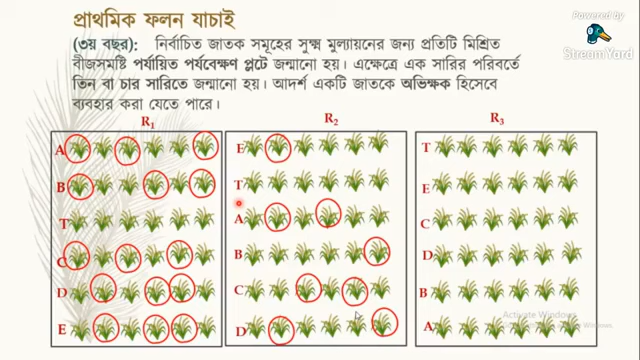 প্রাথমিক ফলন যাচাই
Powered by
StreamYard
(৩য় বছর) নির্বাচিত জাতক সমূহের সুক্ষ্ম মুল্যায়নের জন্য প্রতিটি মিশ্রিত
বীজসমষ্টি পর্যায়িত পর্যবেক্ষণ প্লটে জন্মানো হয়। এক্ষেত্রে এক সারির পরিবর্তে
তিন বা চার সারিতে জন্মানো হয়। আদর্শ একটি জাতকে অভিক্ষক হিসেবে
ব্যবহার করা যেতে পারে।
R1 R2 R3
A E T
B T E
T A C
C B D
D C B
E D A
Activate Windows